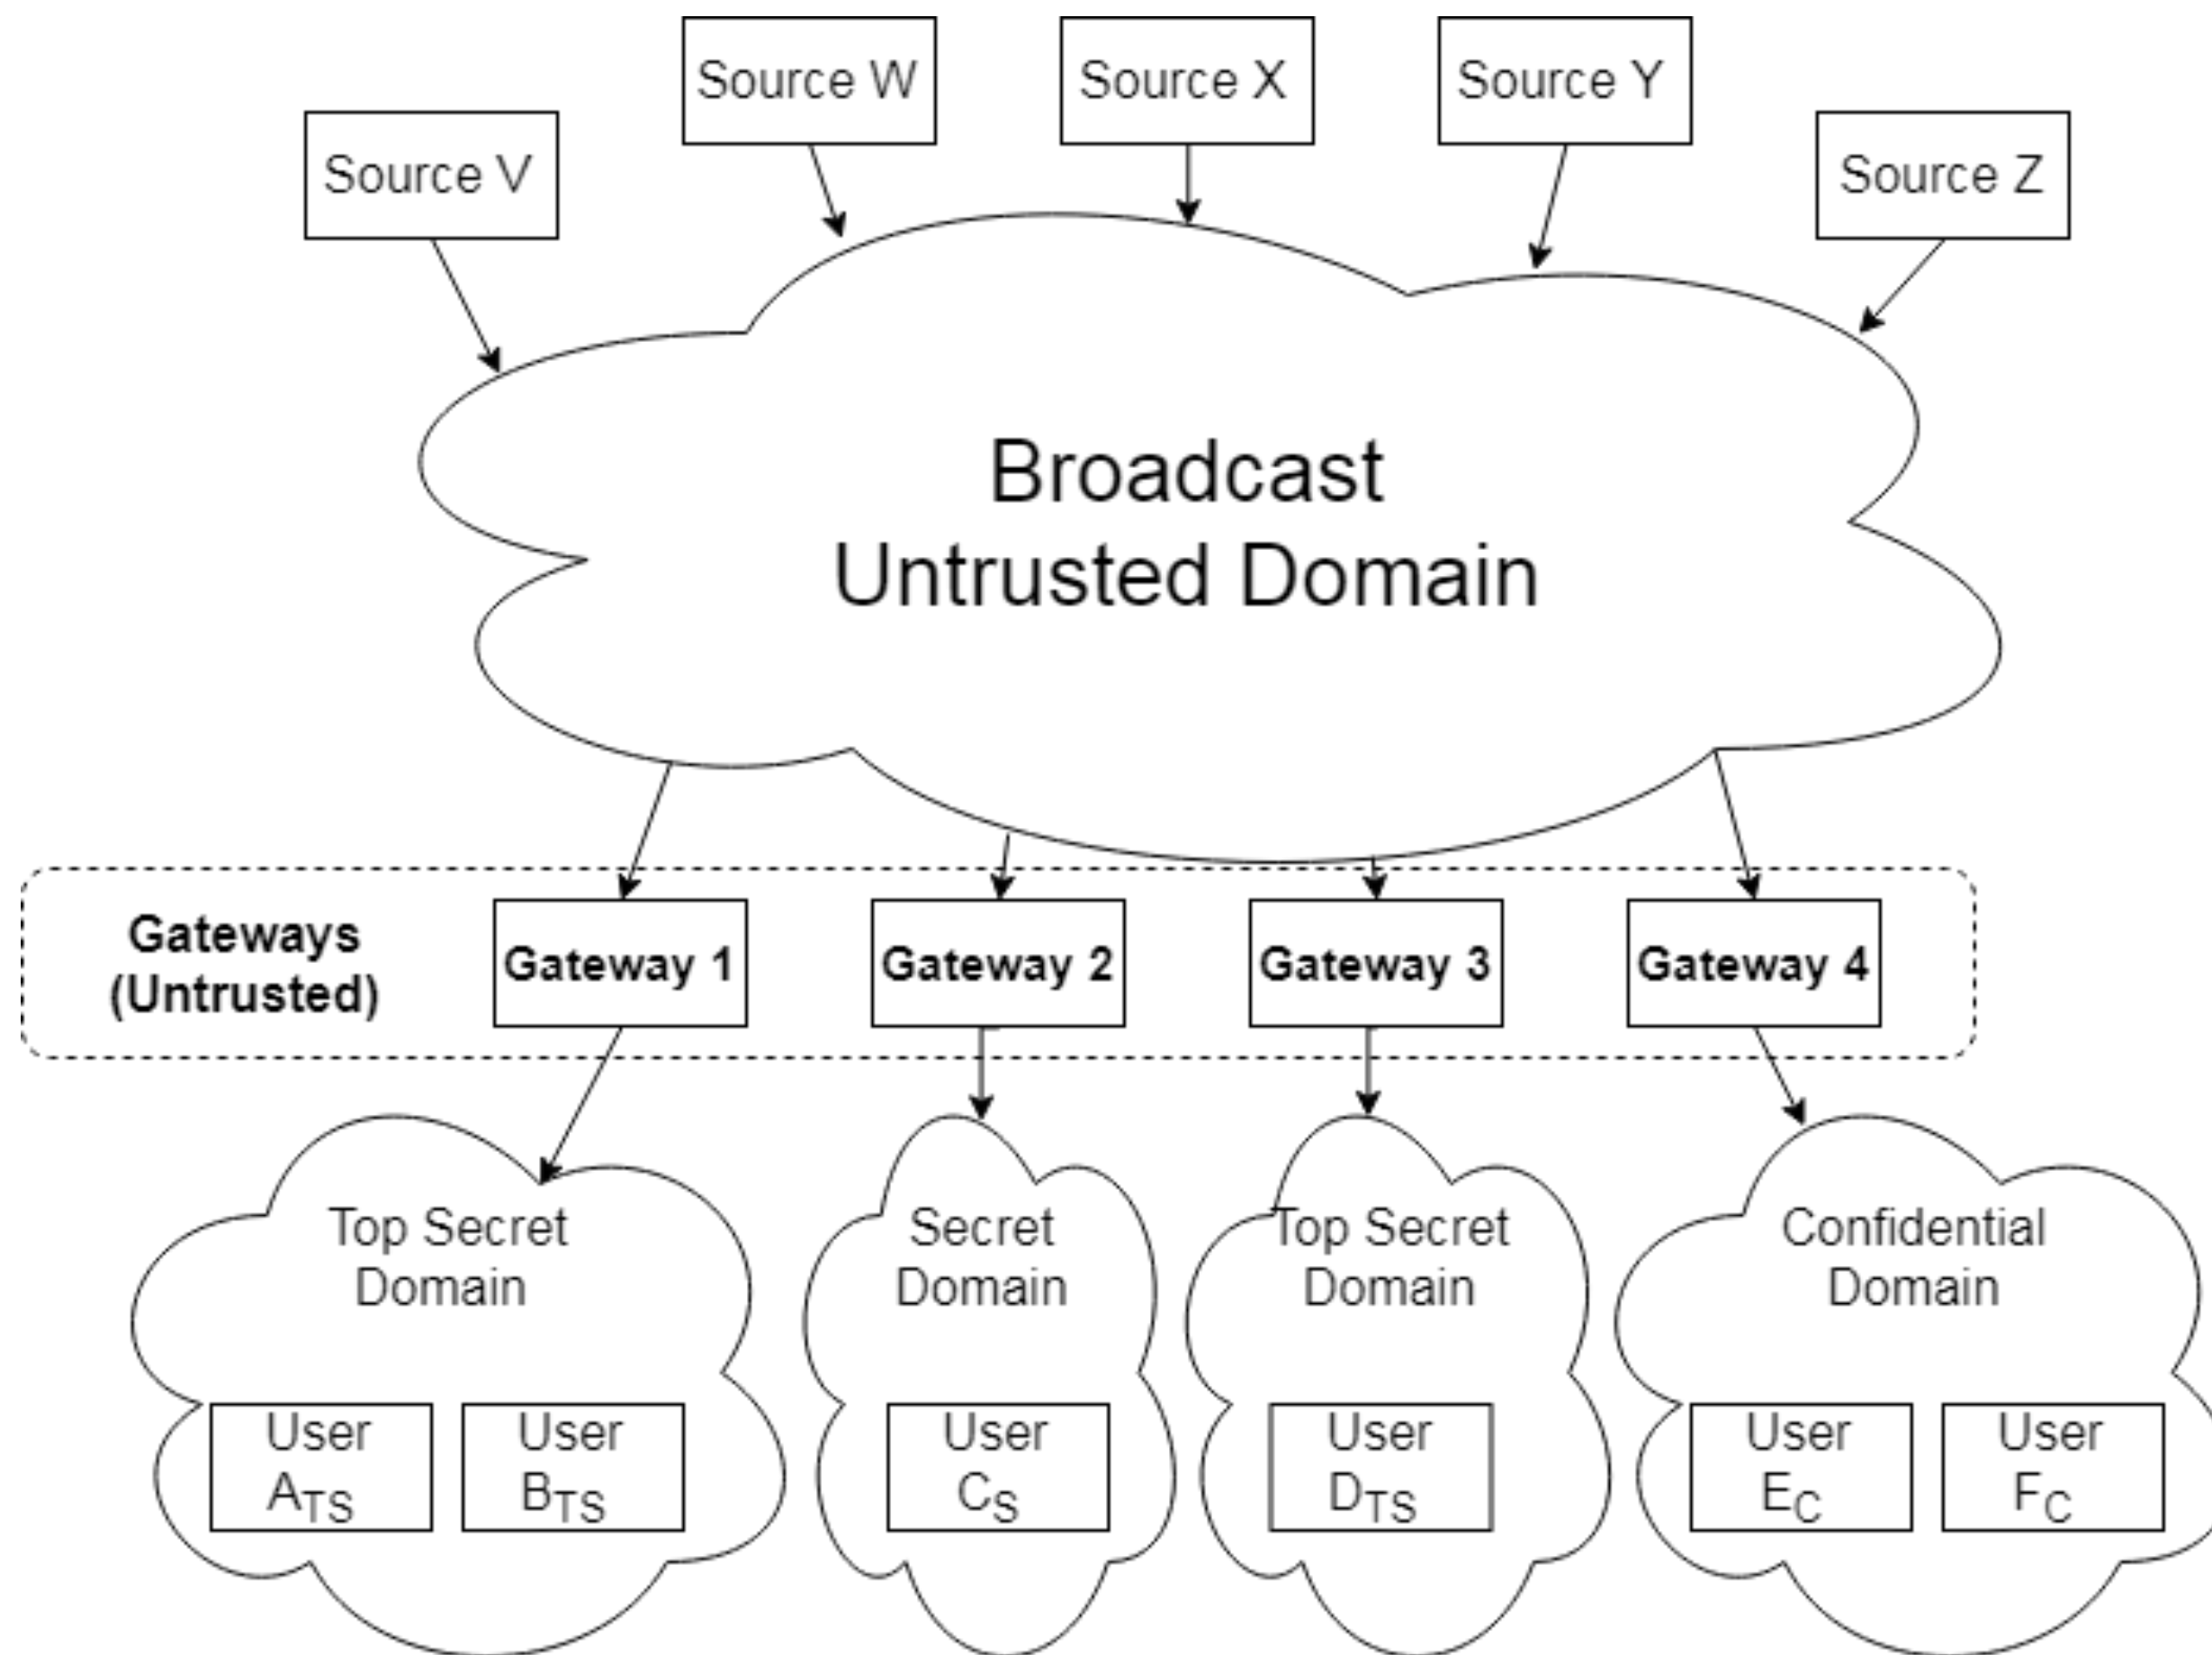 Source W
Source X
Source Y
Source V
Source Z
Broadcast
Untrusted Domain
Gateways
(Untrusted)
Gateway 1
Gateway 2
Gateway 3
Gateway 4
Top Secret
Domain
Secret
Domain
Top Secret
Domain
Confidential
Domain
User
ATS
User
BTS
User
CS
User
DTS
User
EC
User
FC